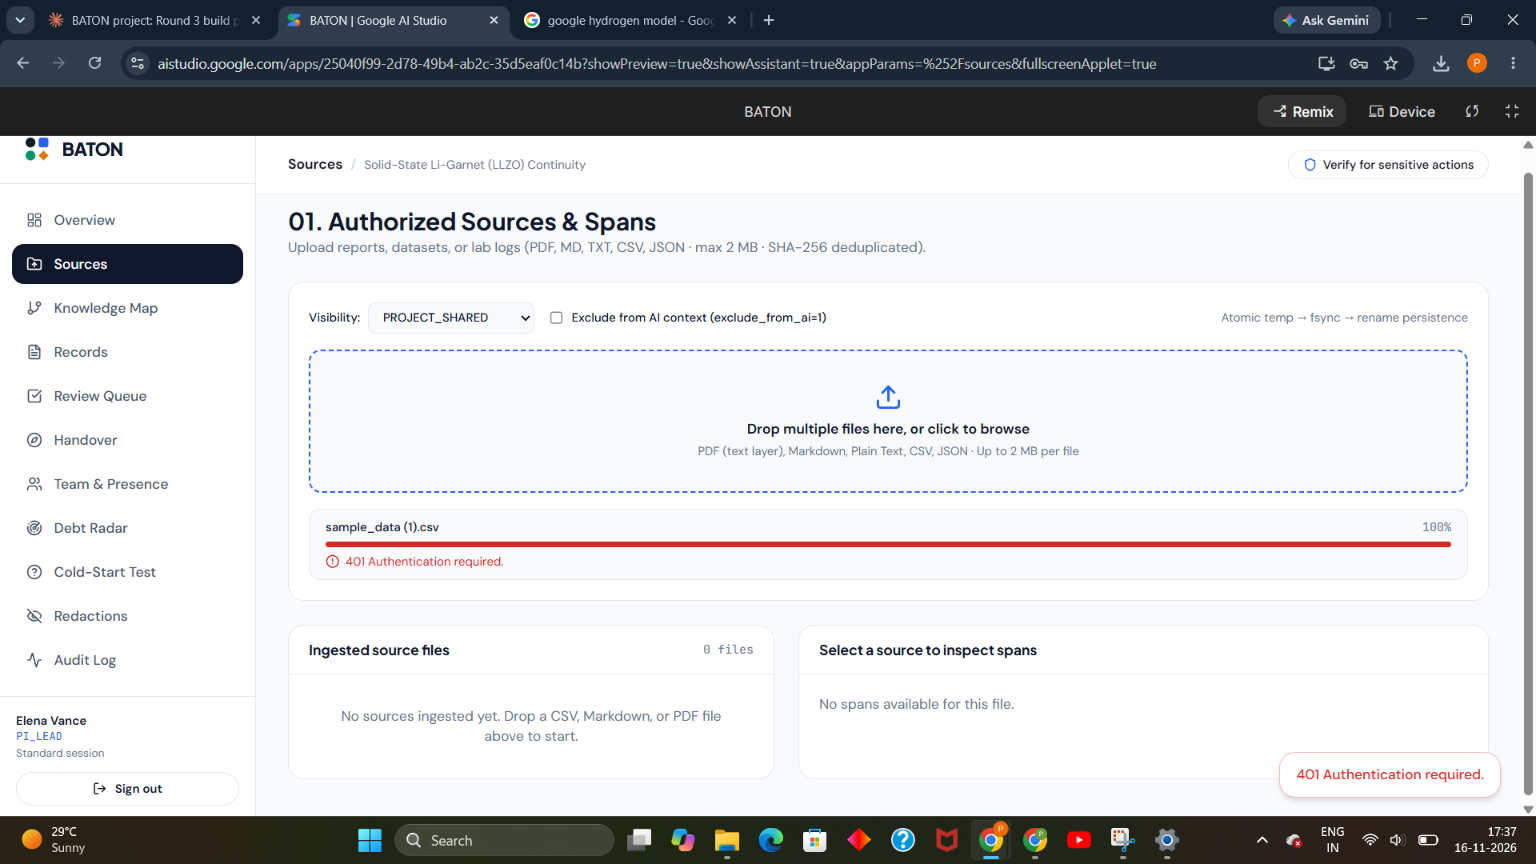 BATON project: Round 3 build p
BATON | Google AI Studio
google hydrogen model - Goo
Ask Gemini
aistudio.google.com/apps/25040f99-2d78-49b4-ab2c-35d5eaf0c14b?showPreview=true&showAssistant=true&appParams=%252Fsources&fullscreenApplet=true
P
BATON
Remix
Device
BATON
Sources / Solid-State Li-Garnet (LLZO) Continuity
Verify for sensitive actions
Overview
Sources
Knowledge Map
Records
Review Queue
Handover
Team & Presence
Debt Radar
Cold-Start Test
Redactions
Audit Log
Elena Vance
PI_LEAD
Standard session
Sign out
01. Authorized Sources & Spans
Upload reports, datasets, or lab logs (PDF, MD, TXT, CSV, JSON · max 2 MB · SHA-256 deduplicated).
Visibility: PROJECT_SHARED Exclude from AI context (exclude_from_ai=1)
Atomic temp → fsync → rename persistence
Drop multiple files here, or click to browse
PDF (text layer), Markdown, Plain Text, CSV, JSON · Up to 2 MB per file
sample_data (1).csv 100%
401 Authentication required.
Ingested source files 0 files
No sources ingested yet. Drop a CSV, Markdown, or PDF file
above to start.
Select a source to inspect spans
No spans available for this file.
401 Authentication required.
29°C
Sunny
Search
P
ENG
IN
17:37
16-11-2026